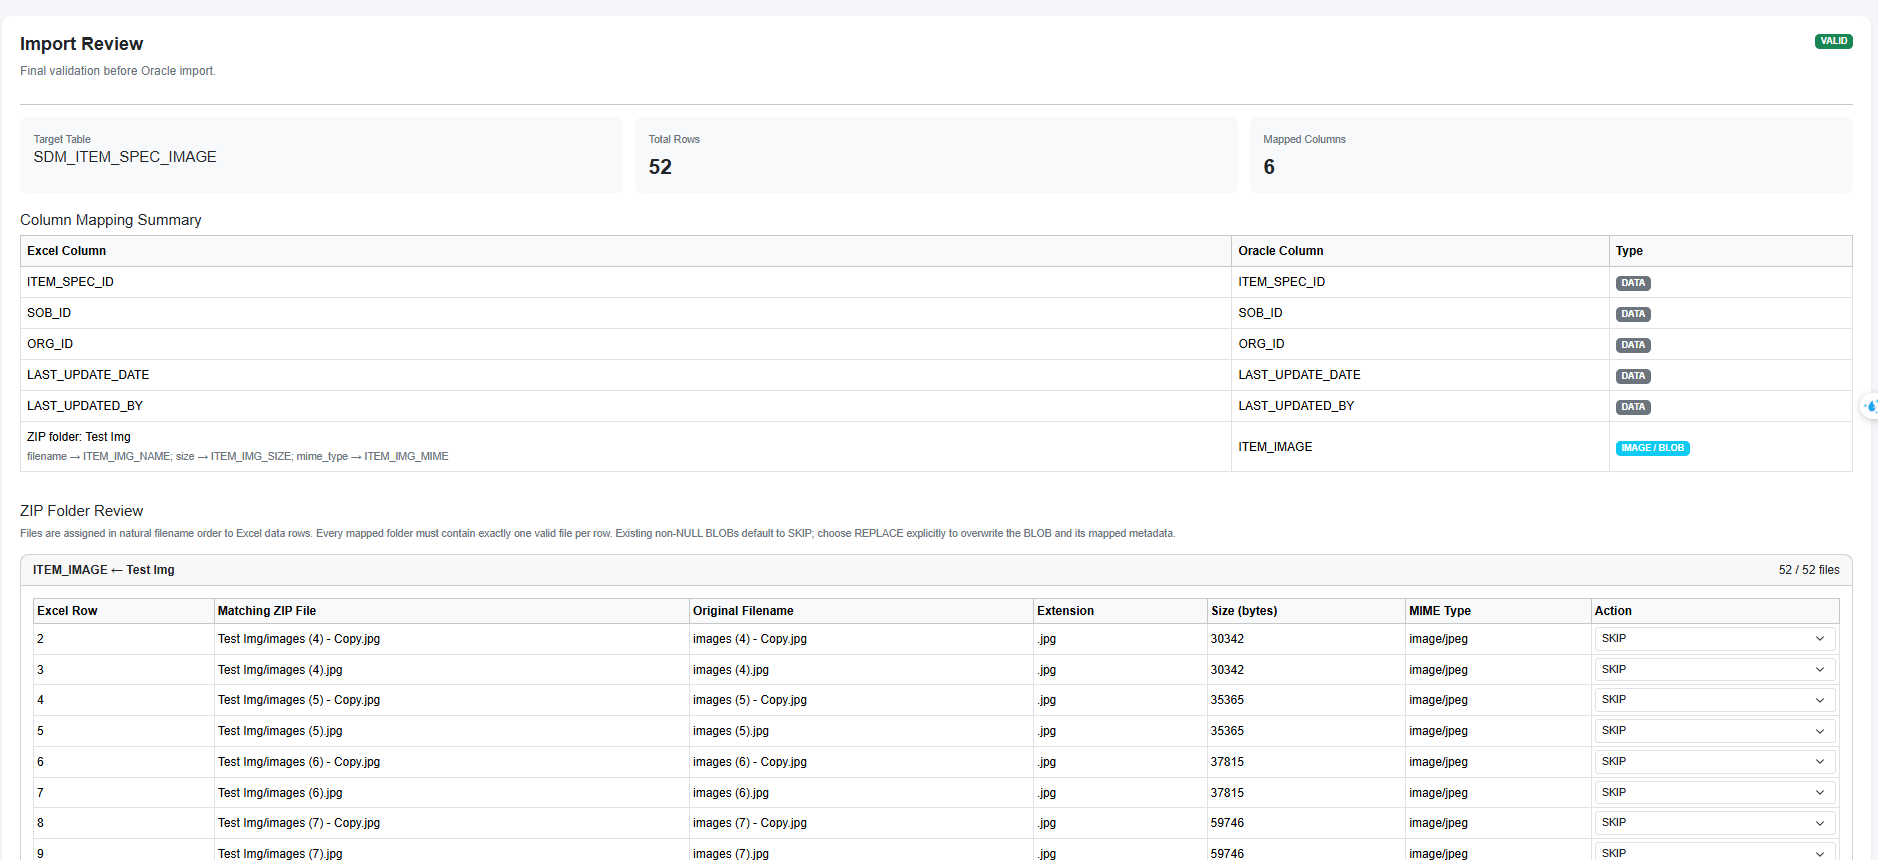 Import Review
VALID
Final validation before Oracle import.
Target Table
SDM_ITEM_SPEC_IMAGE
Total Rows
52
Mapped Columns
6
Column Mapping Summary
Excel Column Oracle Column Type
ITEM_SPEC_ID ITEM_SPEC_ID DATA
SOB_ID SOB_ID DATA
ORG_ID ORG_ID DATA
LAST_UPDATE_DATE LAST_UPDATE_DATE DATA
LAST_UPDATED_BY LAST_UPDATED_BY DATA
ZIP folder: Test Img
filename → ITEM_IMG_NAME; size → ITEM_IMG_SIZE; mime_type → ITEM_IMG_MIME
ITEM_IMAGE IMAGE / BLOB
ZIP Folder Review
Files are assigned in natural filename order to Excel data rows. Every mapped folder must contain exactly one valid file per row. Existing non-NULL BLOBs default to SKIP; choose REPLACE explicitly to overwrite the BLOB and its mapped metadata.
ITEM_IMAGE ← Test Img 52 / 52 files
Excel Row Matching ZIP File Original Filename Extension Size (bytes) MIME Type Action
2 Test Img/images (4) - Copy.jpg images (4) - Copy.jpg .jpg 30342 image/jpeg SKIP
3 Test Img/images (4).jpg images (4).jpg .jpg 30342 image/jpeg SKIP
4 Test Img/images (5) - Copy.jpg images (5) - Copy.jpg .jpg 35365 image/jpeg SKIP
5 Test Img/images (5).jpg images (5).jpg .jpg 35365 image/jpeg SKIP
6 Test Img/images (6) - Copy.jpg images (6) - Copy.jpg .jpg 37815 image/jpeg SKIP
7 Test Img/images (6).jpg images (6).jpg .jpg 37815 image/jpeg SKIP
8 Test Img/images (7) - Copy.jpg images (7) - Copy.jpg .jpg 59746 image/jpeg SKIP
9 Test Img/images (7).jpg images (7).jpg .jpg 59746 image/jpeg SKIP